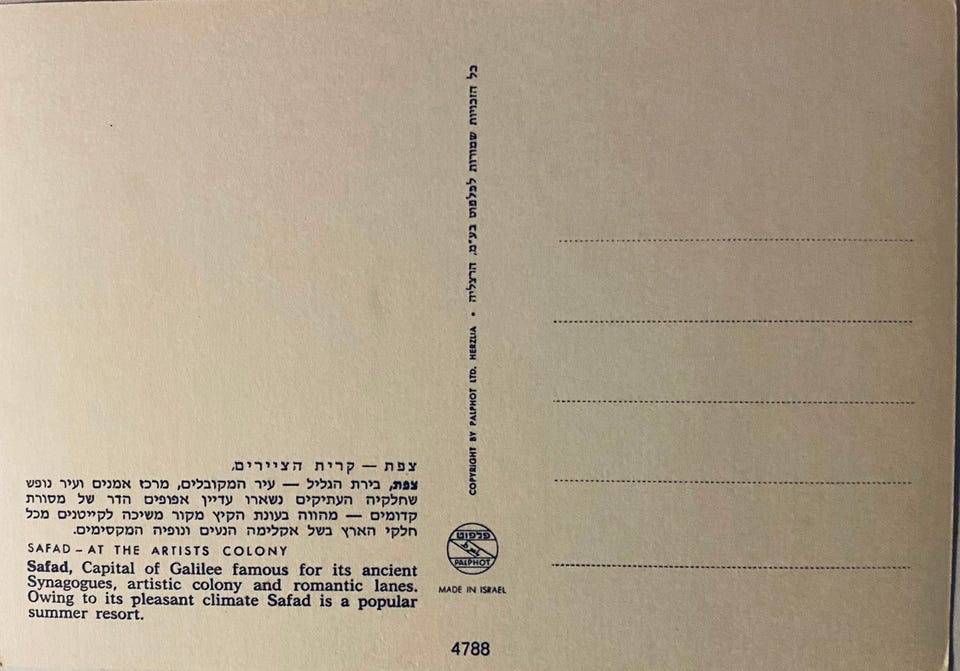 צפת — קרית הציירים,
צפת, בירת הגליל — עיר המקובלים, מרכז אמנים ועיר נופש
שחלקיה העתיקים נשארו עדיין אפופים הדר של מסורת
קדומים — מהווה בעונת הקיץ מקור משיכה לקייטנים מכל
חלקי הארץ בשל אקלימה הנעים ונופיה המקסימים.
SAFAD – AT THE ARTISTS COLONY
Safad, Capital of Galilee famous for its ancient
Synagogues, artistic colony and romantic lanes.
Owing to its pleasant climate Safad is a popular
summer resort.
COPYRIGHT BY PALPHOT LTD. HERZLIA • כל הזכויות שמורות לפלפוט בע"מ, הרצליה
פלפוט
PALPHOT
MADE IN ISRAEL
4788